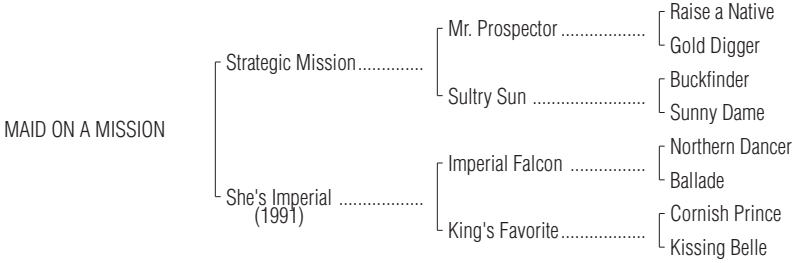 Raise a Native
Mr. Prospector ...................
Gold Digger
Strategic Mission..............
Buckfinder
Sultry Sun .........................
Sunny Dame
MAID ON A MISSION
Northern Dancer
Imperial Falcon .................
Ballade
She's Imperial ...................
(1991)
Cornish Prince
King's Favorite...................
Kissing Belle